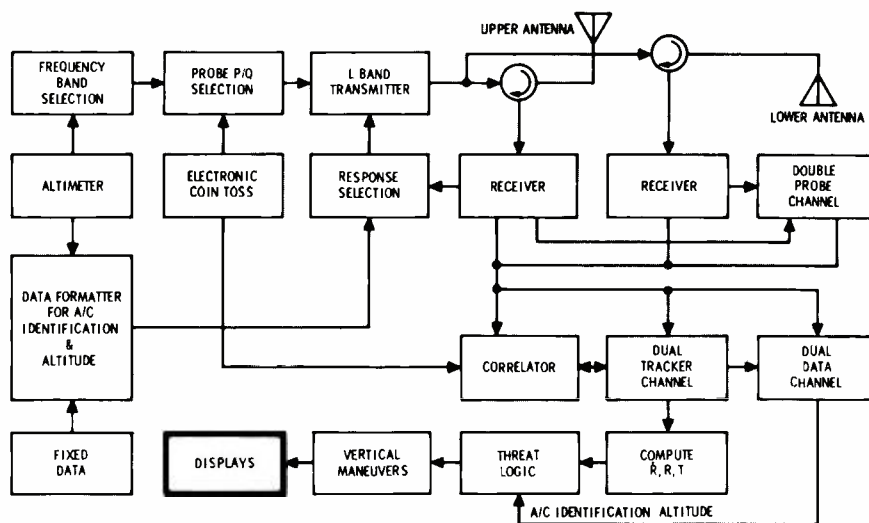 UPPER ANTENNA
FREQUENCY
BAND
SELECTION
PROBE P/Q
SELECTION
L BAND
TRANSMITTER
LOWER ANTENNA
ALTIMETER
ELECTRONIC
COIN TOSS
RESPONSE
SELECTION
RECEIVER
RECEIVER
DOUBLE
PROBE
CHANNEL
DATA FORMATTER
FOR A/C
IDENTIFICATION
&
ALTITUDE
CORRELATOR
DUAL
TRACKER
CHANNEL
DUAL
DATA
CHANNEL
FIXED
DATA
DISPLAYS
VERTICAL
MANEUVERS
THREAT
LOGIC
COMPUTE
Ṙ, R, T
A/C IDENTIFICATION ALTITUDE